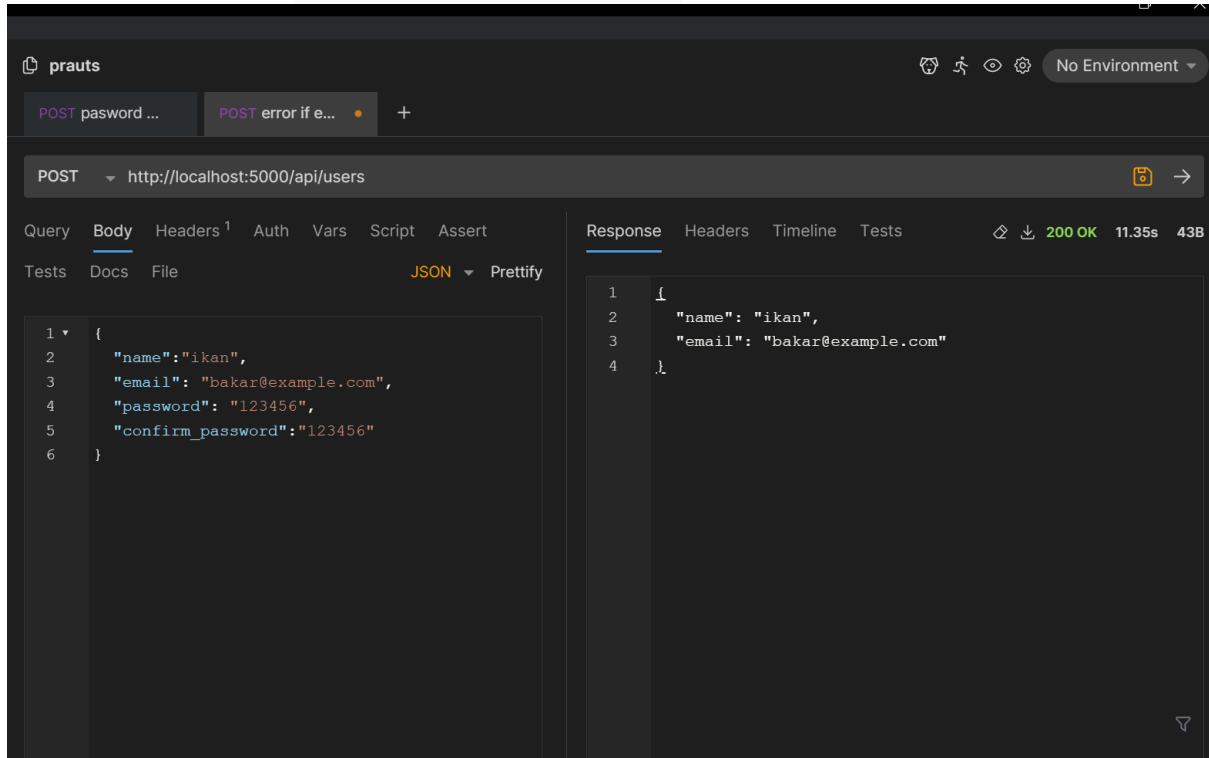 prauts
No Environment
POST pasword ...
POST error if e...
POST http://localhost:5000/api/users
Query Body Headers 1 Auth Vars Script Assert
Tests Docs File JSON Prettify
1 {
2 "name":"ikan",
3 "email": "bakar@example.com",
4 "password": "123456",
5 "confirm_password":"123456"
6 }
Response Headers Timeline Tests 200 OK 11.35s 43B
1 {
2 "name": "ikan",
3 "email": "bakar@example.com"
4 }